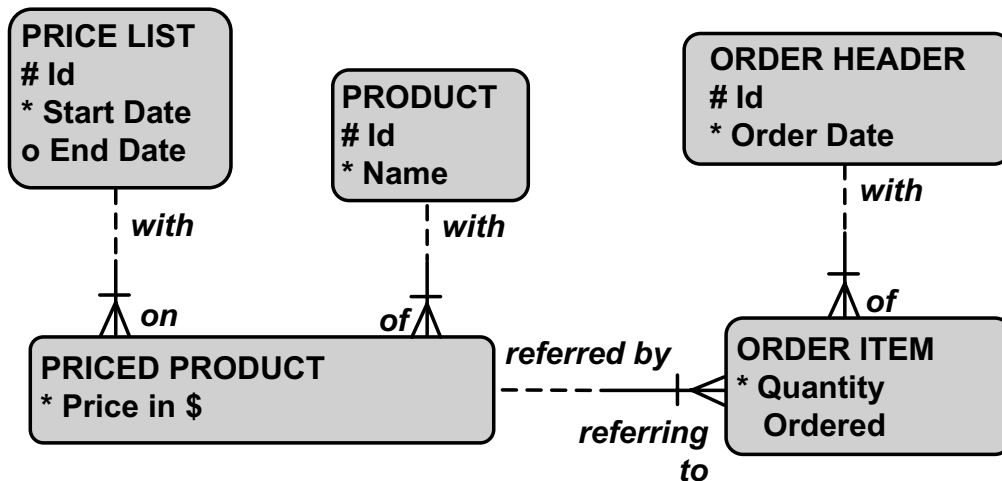 PRICE LIST
# Id
* Start Date
o End Date
PRODUCT
# Id
* Name
ORDER HEADER
# Id
* Order Date
with
with
with
on
of
of
PRICED PRODUCT
* Price in $
referred by
referring
to
ORDER ITEM
* Quantity
Ordered